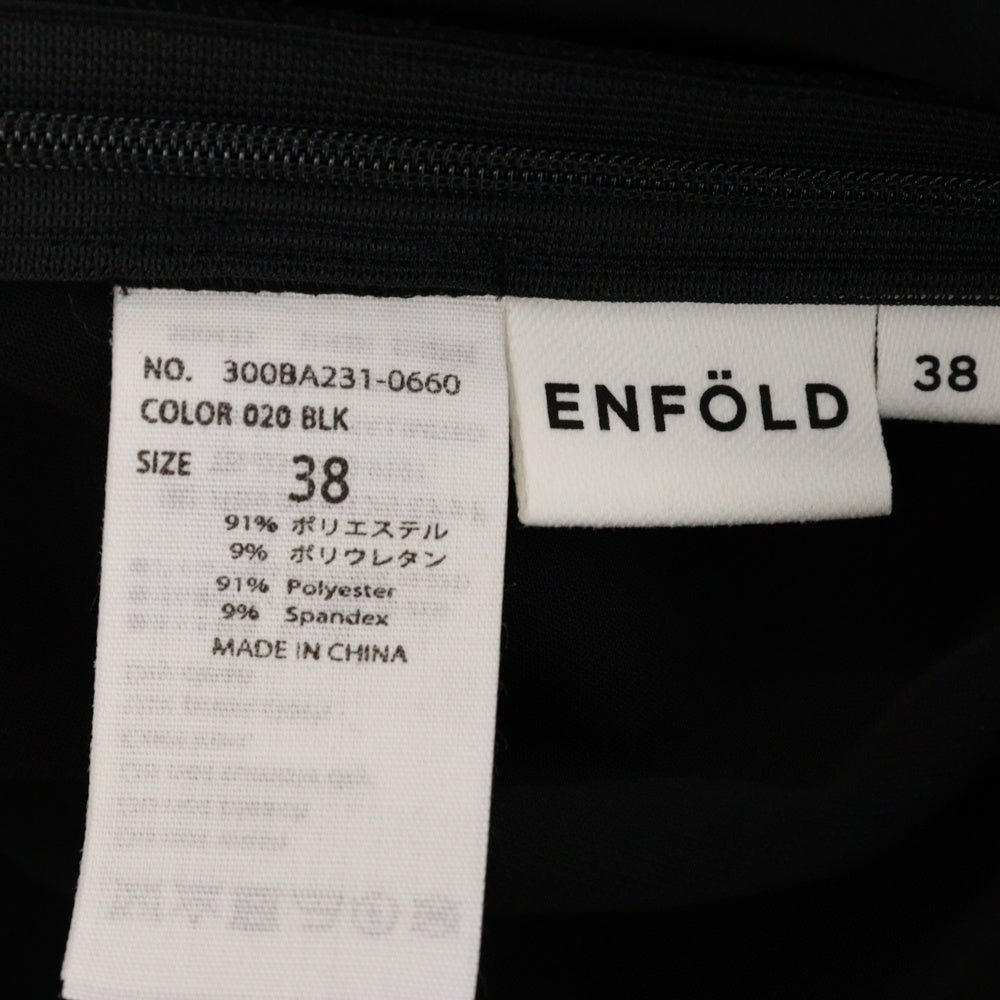 NO. 300BA231-0660
COLOR 020 BLK
SIZE 38
91% ポリエステル
9% ポリウレタン
91% Polyester
9% Spandex
MADE IN CHINA
ENFÖLD
38